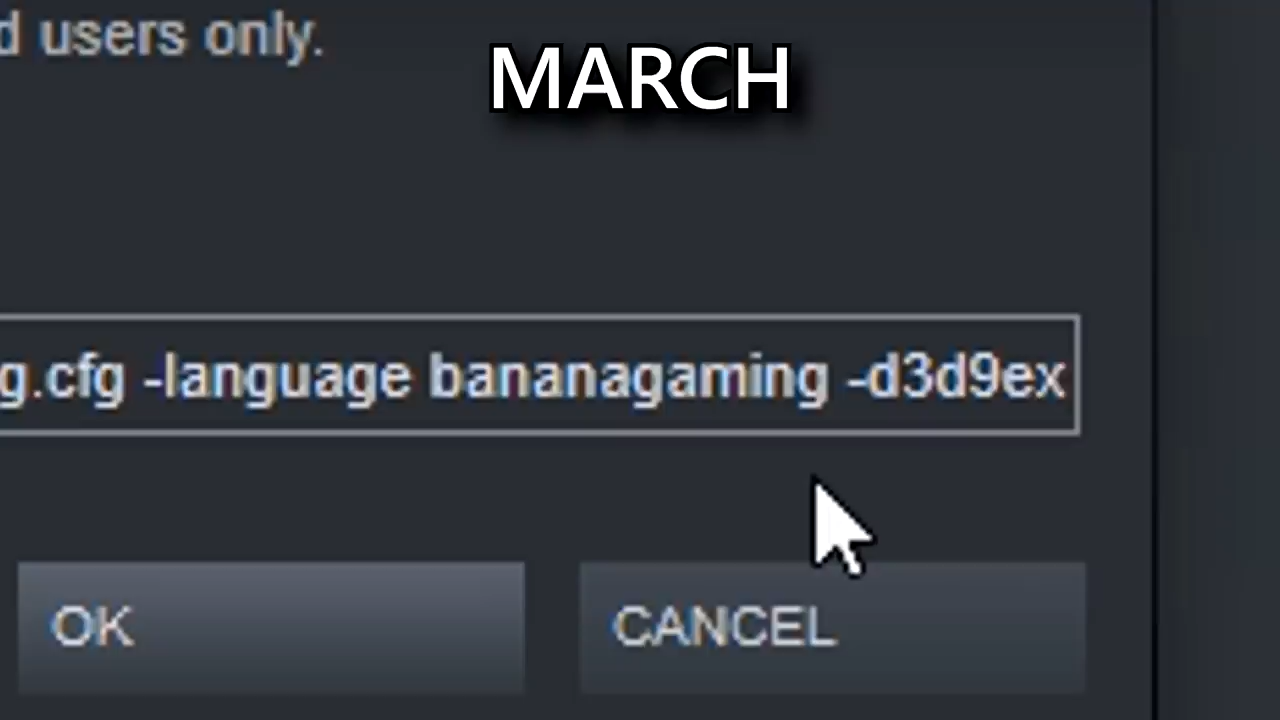 d users only.
MARCH
g.cfg -language bananagaming -d3d9ex
OK
CANCEL